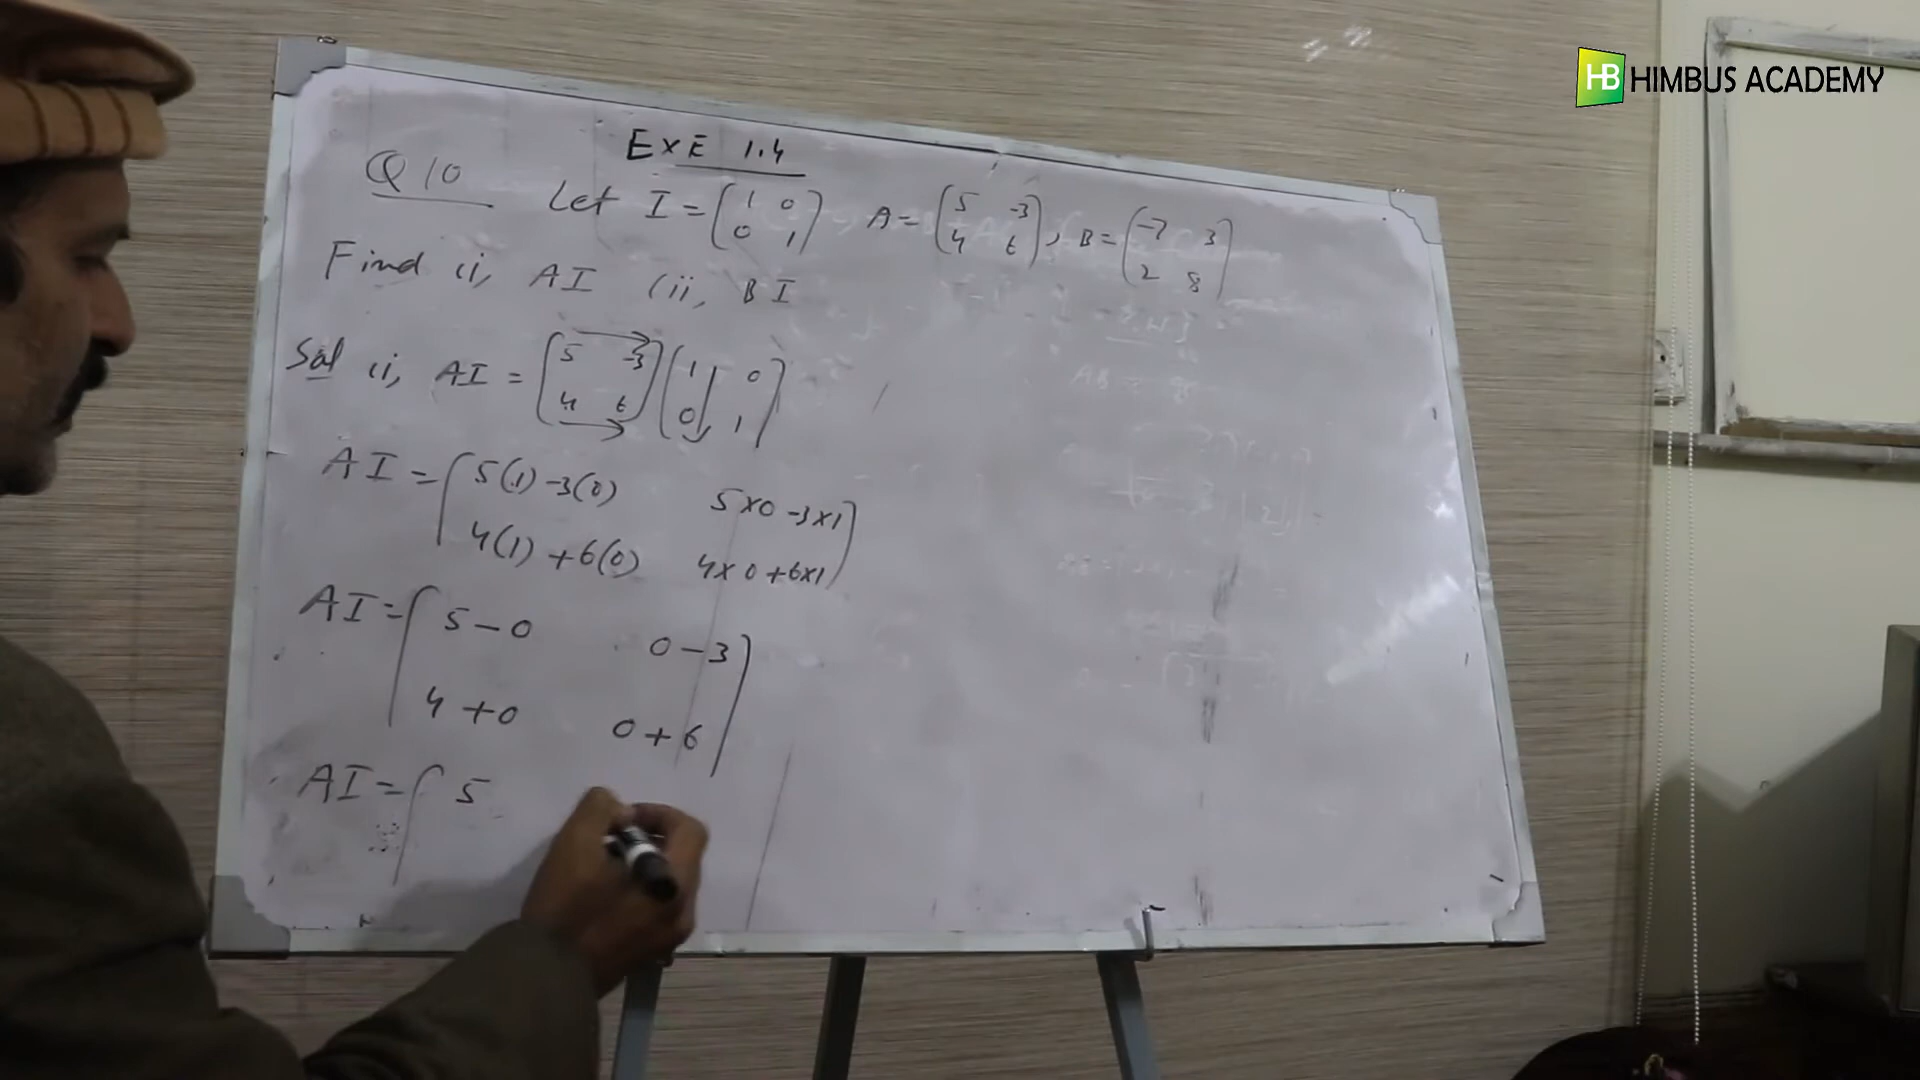 HB HIMBUS ACADEMY
EXE 1.4
Q 10 Let I = (1 0 A = (5 -3 , B = (-7 3
0 1) 4 6) 2 8)
Find (i, AI (ii, BI
Sol (i, AI = (5 -3) (1 0
4 6) 0 1)
AI = (5(1) -3(0) 5x0 -3x1
4(1) +6(0) 4x0 +6x1)
AI = (5 - 0 0 - 3
4 + 0 0 + 6)
AI = ( 5